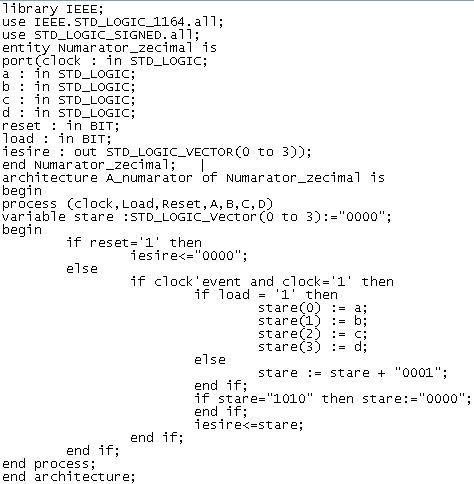 library IEEE;
use IEEE.STD_LOGIC_1164.all;
use STD_LOGIC_SIGNED.all;
entity Numarator_zecimal is
port(clock : in STD_LOGIC;
a : in STD_LOGIC;
b : in STD_LOGIC;
c : in STD_LOGIC;
d : in STD_LOGIC;
reset : in BIT;
load : in BIT;
iesire : out STD_LOGIC_VECTOR(0 to 3));
end Numarator_zecimal;
architecture A_numarator of Numarator_zecimal is
begin
process (clock,Load,Reset,A,B,C,D)
variable stare :STD_LOGIC_Vector(0 to 3):="0000";
begin
if reset='1' then
iesire<="0000";
else
if clock'event and clock='1' then
if load = '1' then
stare(0) := a;
stare(1) := b;
stare(2) := c;
stare(3) := d;
else
stare := stare + "0001";
end if;
if stare="1010" then stare:="0000";
end if;
iesire<=stare;
end if;
end if;
end process;
end architecture;